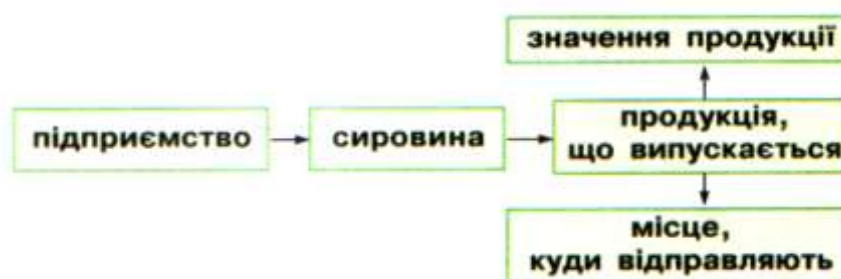 значення продукції
підприємство
сировина
продукція,
що випускається
місце,
куди відправляють